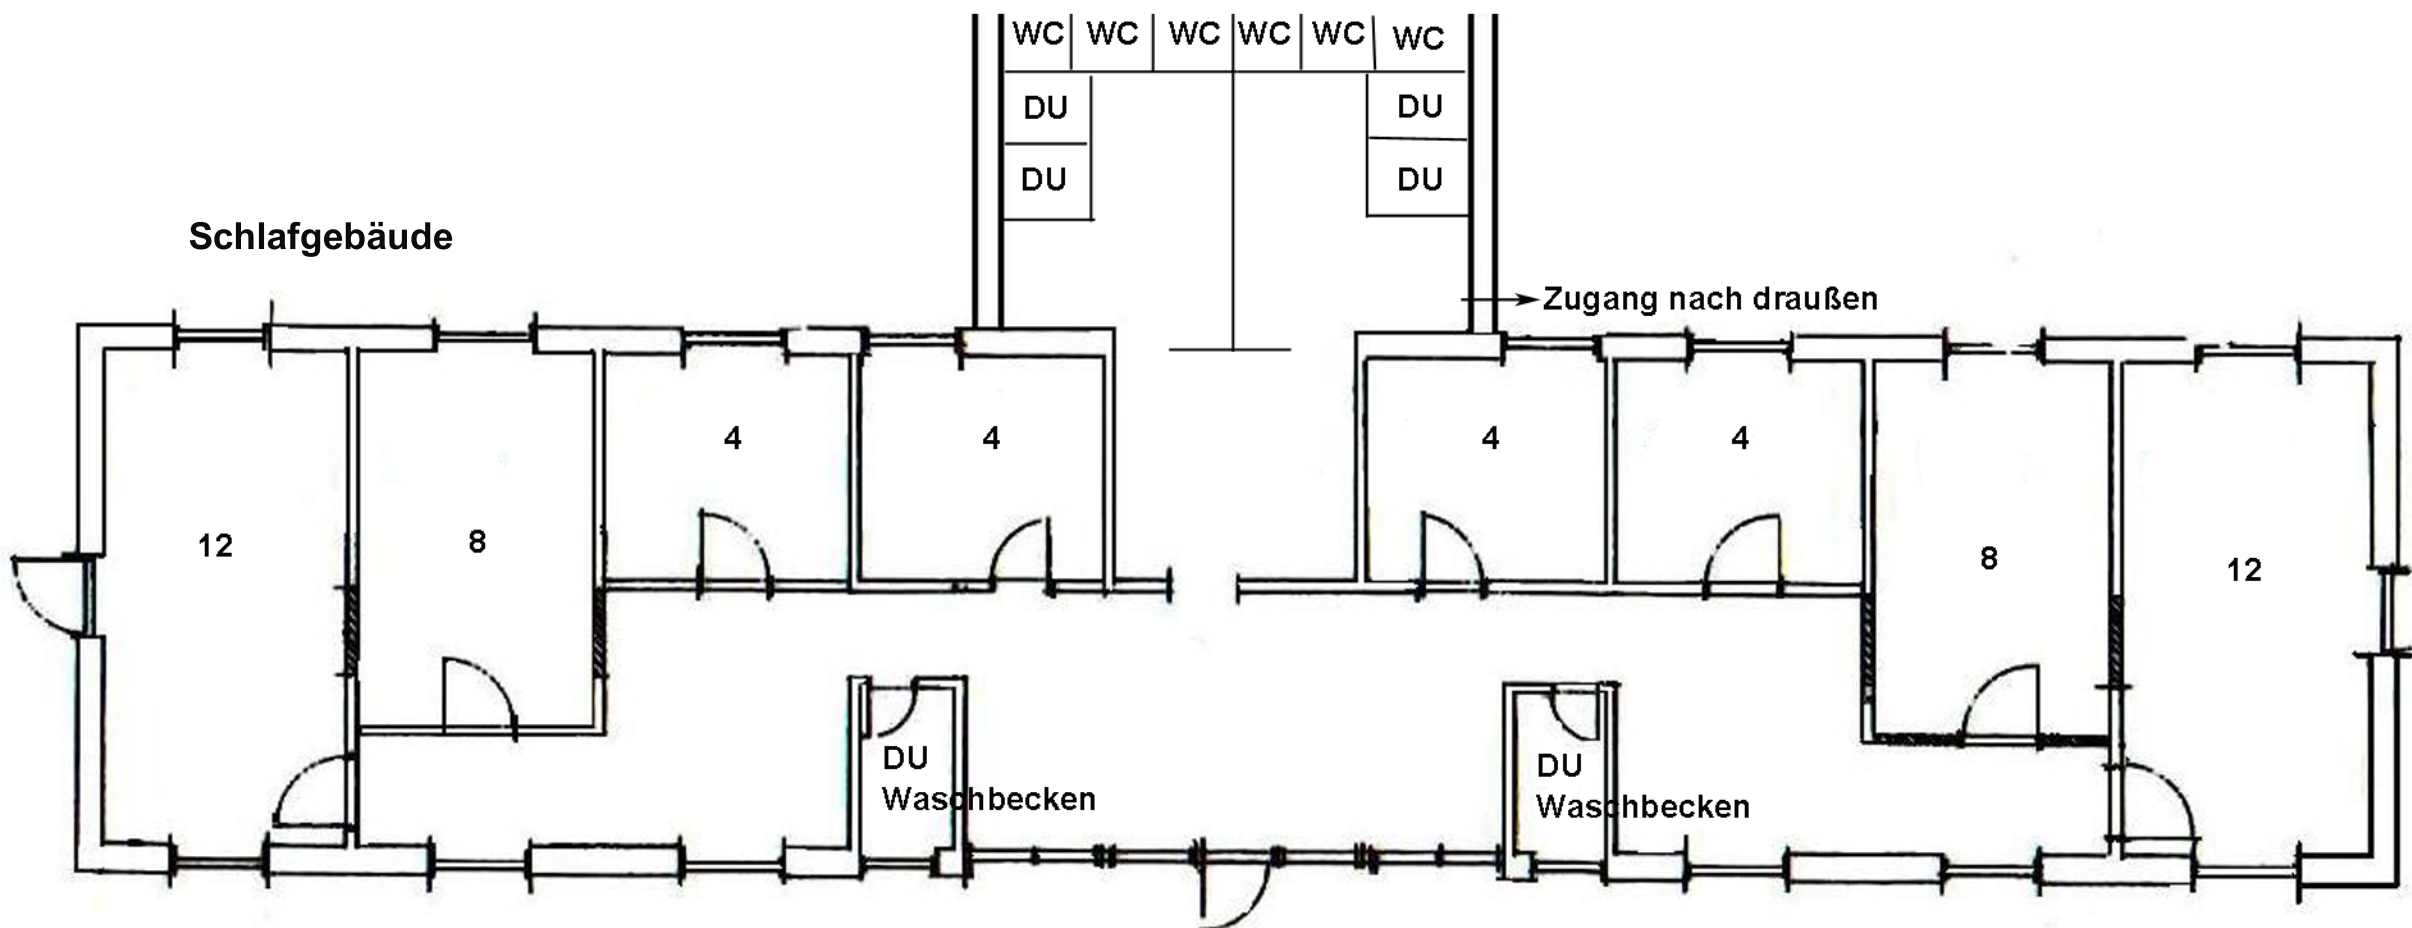 WC WC WC WC WC WC
DU DU
DU DU
Schlafgebäude
Zugang nach draußen
4 4 4 4
12 8 8 12
DU DU
Waschbecken Waschbecken